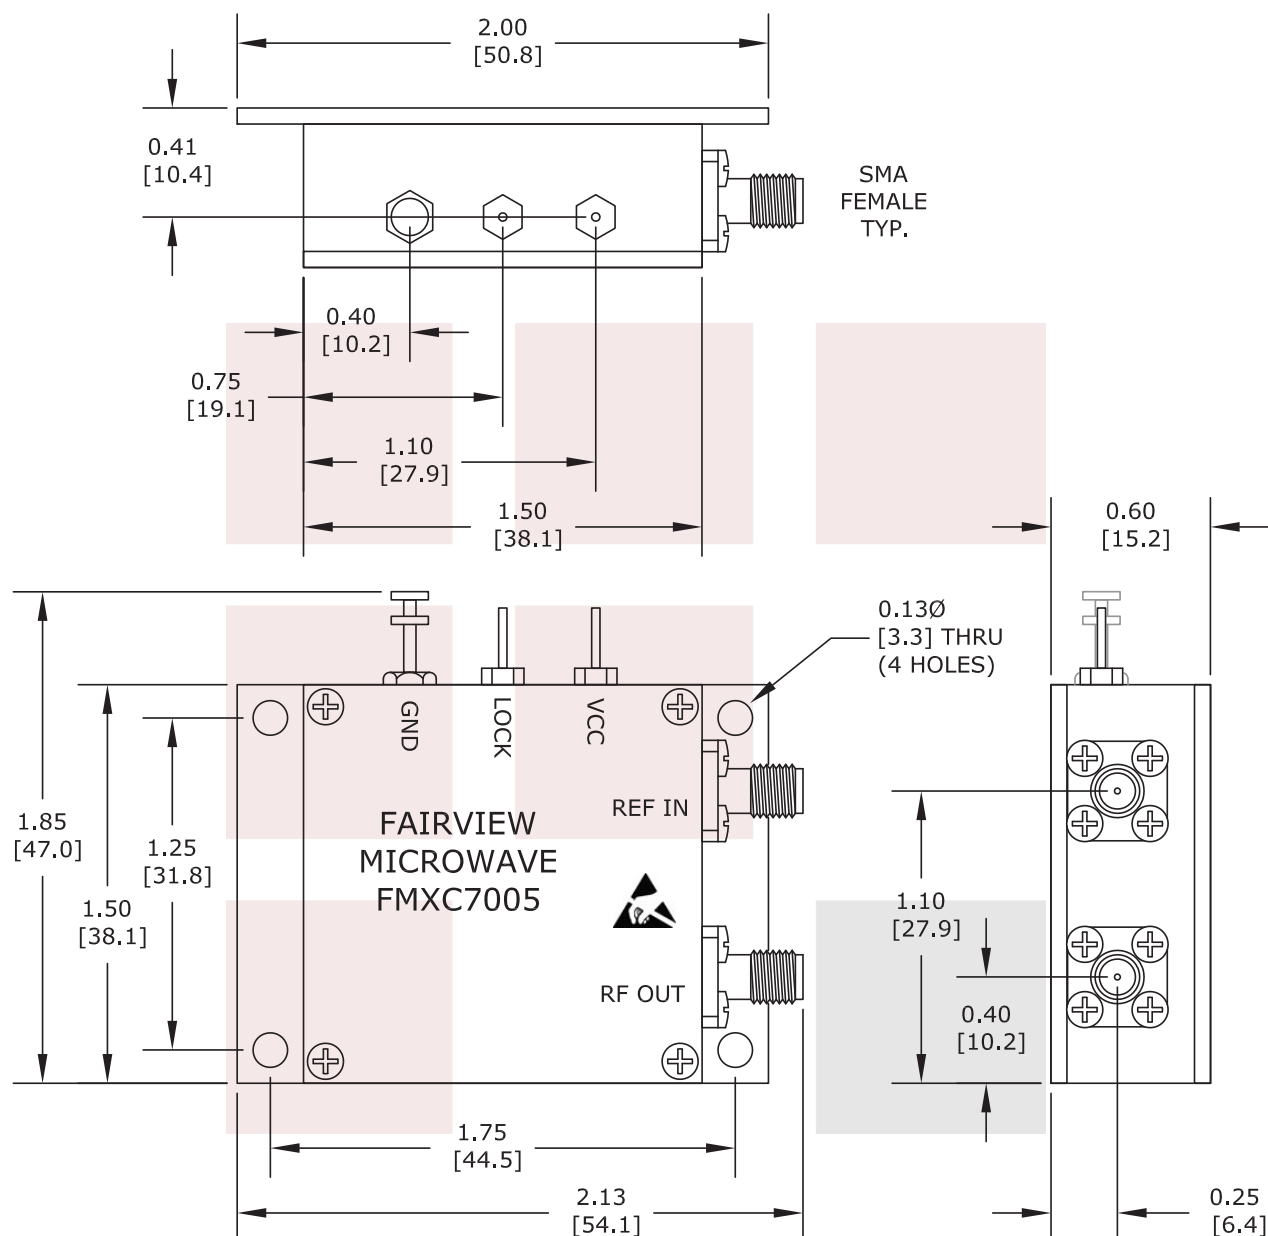 2.00
[50.8]
0.41
[10.4]
SMA
FEMALE
TYP.
0.40
[10.2]
0.75
[19.1]
1.10
[27.9]
1.50
[38.1]
0.60
[15.2]
0.13Ø
[3.3] THRU
(4 HOLES)
GND
LOCK
VCC
REF IN
FAIRVIEW
MICROWAVE
FMXC7005
RF OUT
1.85
[47.0]
1.25
[31.8]
1.50
[38.1]
1.10
[27.9]
0.40
[10.2]
1.75
[44.5]
2.13
[54.1]
0.25
[6.4]